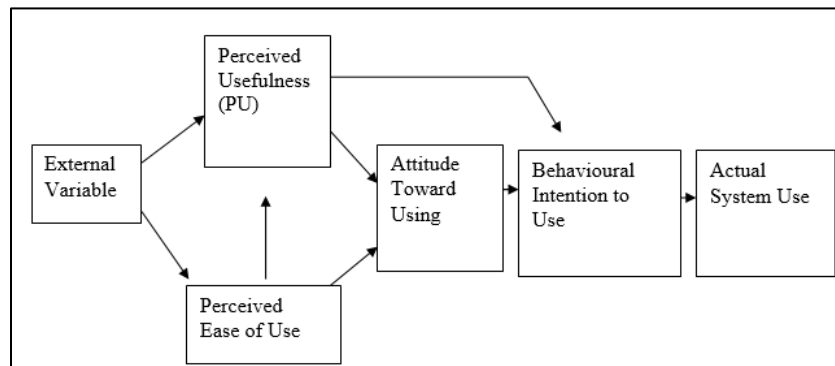 Perceived
Usefulness
(PU)
External
Variable
Attitude
Toward
Using
Behavioural
Intention to
Use
Actual
System Use
Perceived
Ease of Use